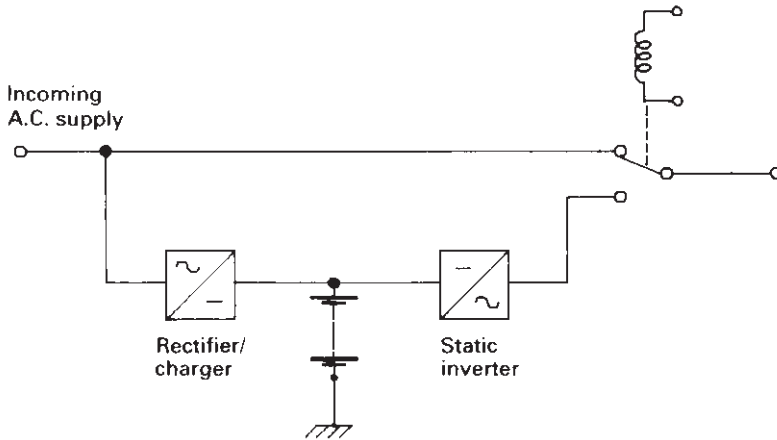 Incoming
A.C. supply
Rectifier/
charger
Static
inverter